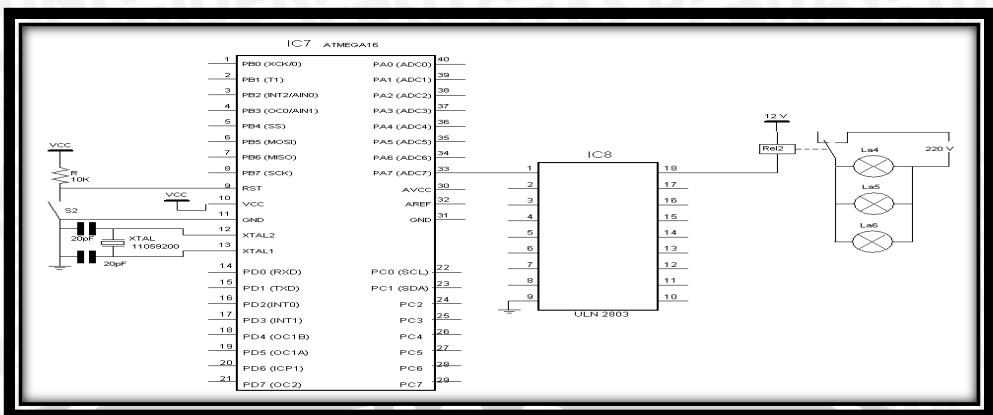 IC7 ATMEGA16
1 PB0 (XCK/0) PA0 (ADC0) 40
2 PB1 (T1) PA1 (ADC1) 39
3 PB2 (INT2/AIN0) PA2 (ADC2) 38
4 PB3 (OC0/AIN1) PA3 (ADC3) 37
5 PB4 (SS) PA4 (ADC4) 36
6 PB5 (MOSI) PA5 (ADC5) 35
7 PB6 (MISO) PA6 (ADC6) 34
8 PB7 (SCK) PA7 (ADC7) 33
9 RST AVCC 30
10 VCC AREF 32
11 GND GND 31
12 XTAL2
13 XTAL1
14 PD0 (RXD) PC0 (SCL) 22
15 PD1 (TXD) PC1 (SDA) 23
16 PD2(INT0) PC2 24
17 PD3 (INT1) PC3 25
18 PD4 (OC1B) PC4 26
19 PD5 (OC1A) PC5 27
20 PD6 (ICP1) PC6 28
21 PD7 (OC2) PC7 29
VCC
R
10K
VCC
S2
20pF
XTAL
11059200
20pF
IC8
1 18
2 17
3 16
4 15
5 14
6 13
7 12
8 11
9 10
ULN 2803
12 V
Rel2
La4
220 V
La5
La6